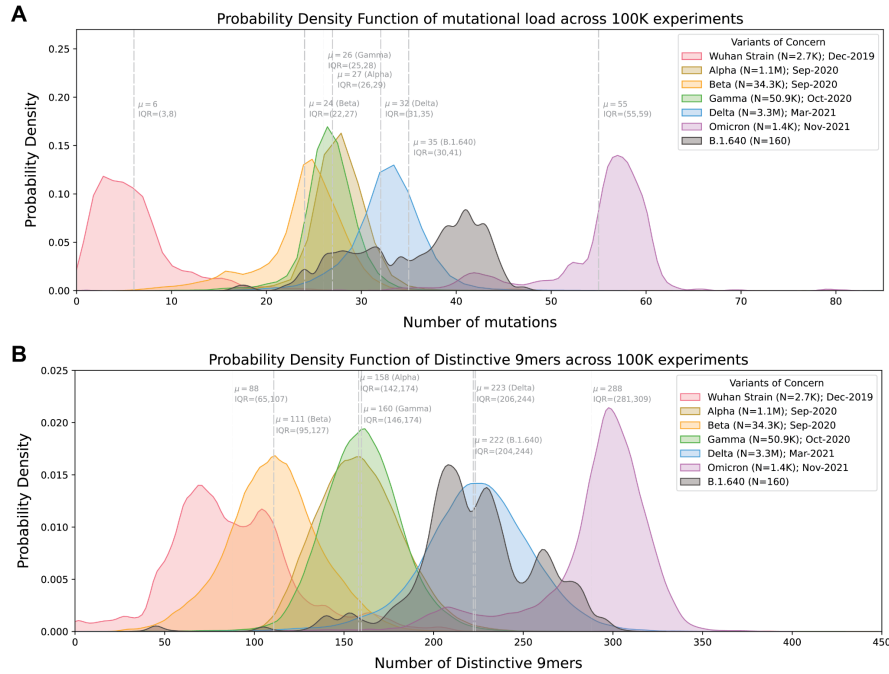 A
Probability Density Function of mutational load across 100K experiments
0.25
0.20
0.15
0.10
0.05
0.00
Probability Density
μ = 6
IQR=(3,8)
μ = 24 (Beta)
IQR=(22,27)
μ = 26 (Gamma)
IQR=(25,28)
μ = 27 (Alpha)
IQR=(26,29)
μ = 32 (Delta)
IQR=(31,35)
μ = 35 (B.1.640)
IQR=(30,41)
μ = 55
IQR=(55,59)
Variants of Concern
Wuhan Strain (N=2.7K); Dec-2019
Alpha (N=1.1M); Sep-2020
Beta (N=34.3K); Sep-2020
Gamma (N=50.9K); Oct-2020
Delta (N=3.3M); Mar-2021
Omicron (N=1.4K); Nov-2021
B.1.640 (N=160)
0 10 20 30 40 50 60 70 80
Number of mutations
B
Probability Density Function of Distinctive 9mers across 100K experiments
0.025
0.020
0.015
0.010
0.005
0.000
Probability Density
μ = 88
IQR=(65,107)
μ = 111 (Beta)
IQR=(95,127)
μ = 158 (Alpha)
IQR=(142,174)
μ = 160 (Gamma)
IQR=(146,174)
μ = 223 (Delta)
IQR=(206,244)
μ = 222 (B.1.640)
IQR=(204,244)
μ = 288
IQR=(281,309)
Variants of Concern
Wuhan Strain (N=2.7K); Dec-2019
Alpha (N=1.1M); Sep-2020
Beta (N=34.3K); Sep-2020
Gamma (N=50.9K); Oct-2020
Delta (N=3.3M); Mar-2021
Omicron (N=1.4K); Nov-2021
B.1.640 (N=160)
0 50 100 150 200 250 300 350 400 450
Number of Distinctive 9mers